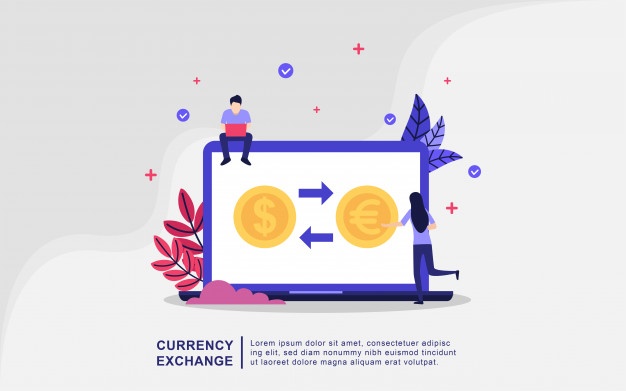 $
€
CURRENCY
EXCHANGE
Lorem ipsum dolor sit amet, consectetuer adipisc
ing elit, sed diam nonummy nibh euismod tincidunt
ut laoreet dolore magna aliquam erat volutpat.